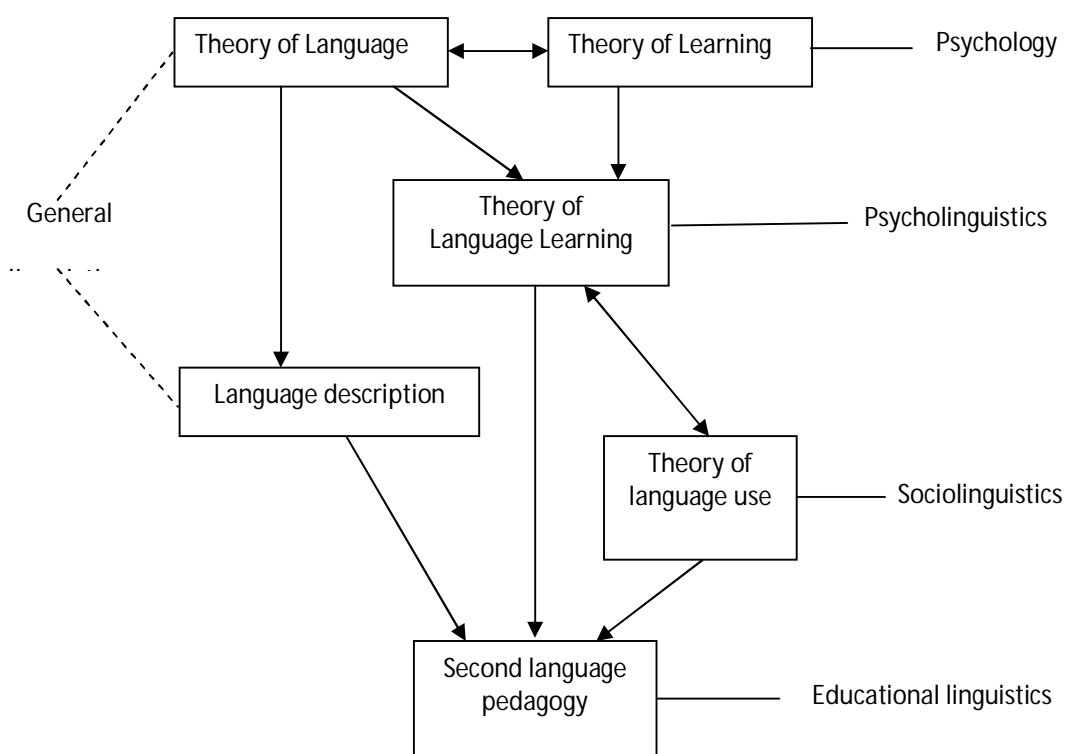 Theory of Language
Theory of Learning
Psychology
Theory of
Language Learning
Psycholinguistics
General
Language description
Theory of
language use
Sociolinguistics
Second language
pedagogy
Educational linguistics